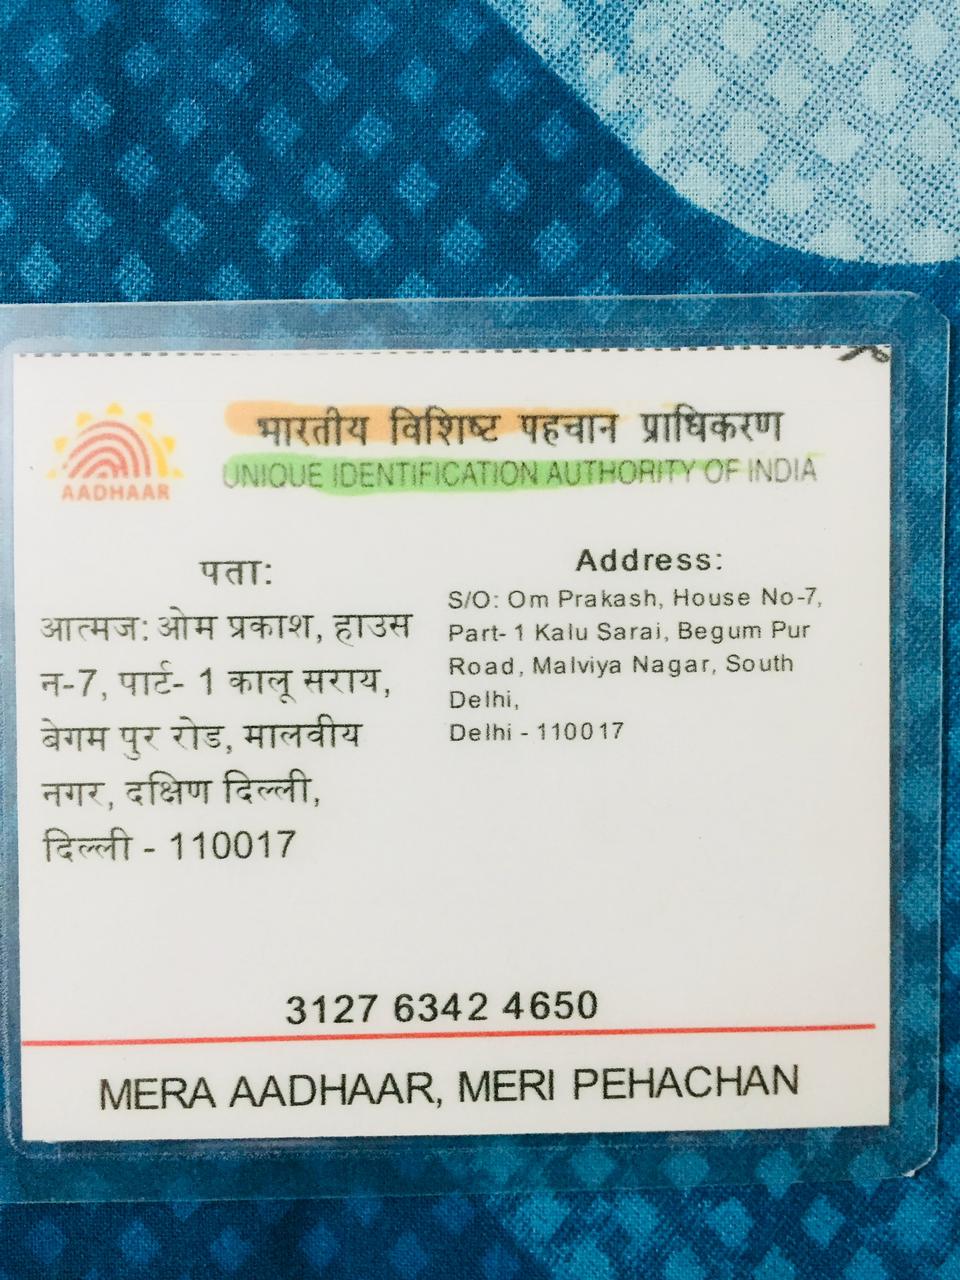 AADHAAR
भारतीय विशिष्ट पहचान प्राधिकरण
UNIQUE IDENTIFICATION AUTHORITY OF INDIA
पता:
आत्मज: ओम प्रकाश, हाउस
न-7, पार्ट- 1 कालू सराय,
बेगम पुर रोड, मालवीय
नगर, दक्षिण दिल्ली,
दिल्ली - 110017
Address:
S/O: Om Prakash, House No-7,
Part- 1 Kalu Sarai, Begum Pur
Road, Malviya Nagar, South
Delhi,
Delhi - 110017
3127 6342 4650
MERA AADHAAR, MERI PEHACHAN